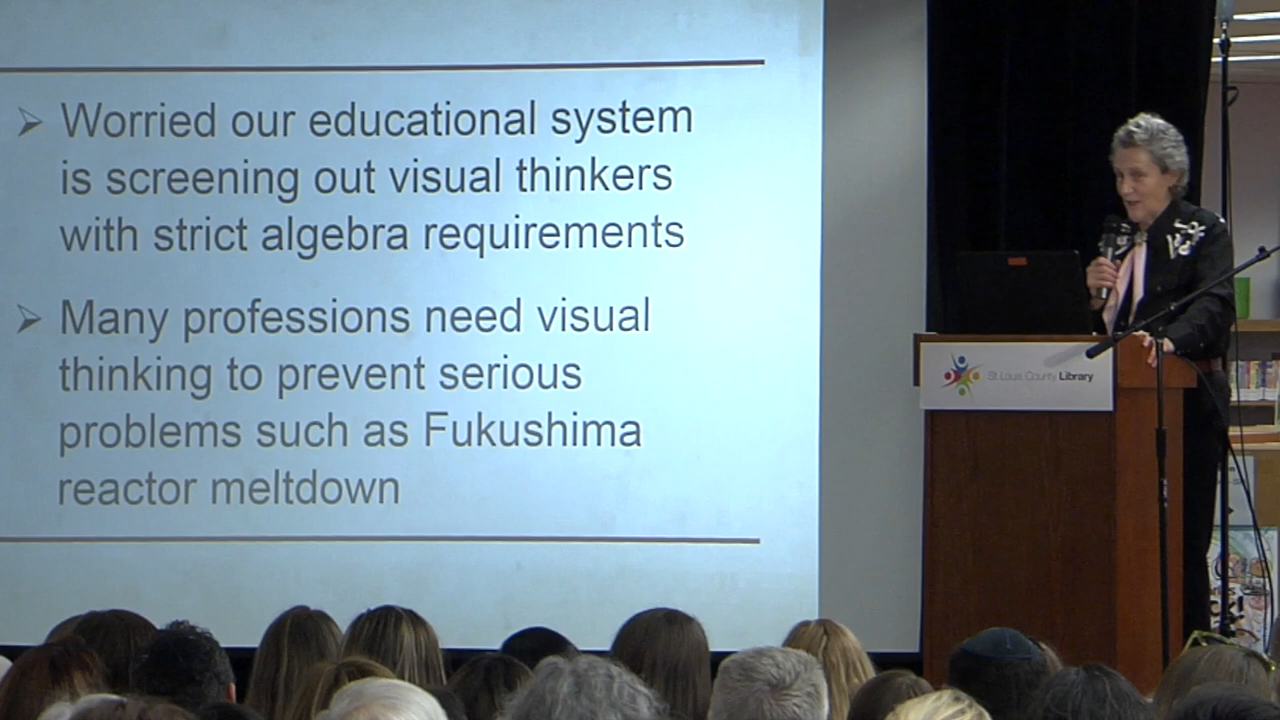 Worried our educational system
is screening out visual thinkers
with strict algebra requirements
Many professions need visual
thinking to prevent serious
problems such as Fukushima
reactor meltdown
St. Louis County Library